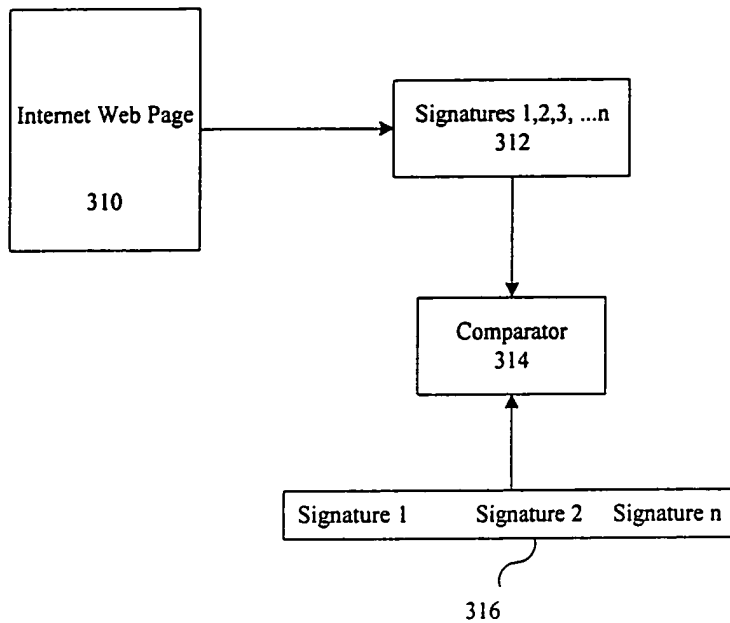 Internet Web Page
310
Signatures 1,2,3, ...n
312
Comparator
314
Signature 1 Signature 2 Signature n
316